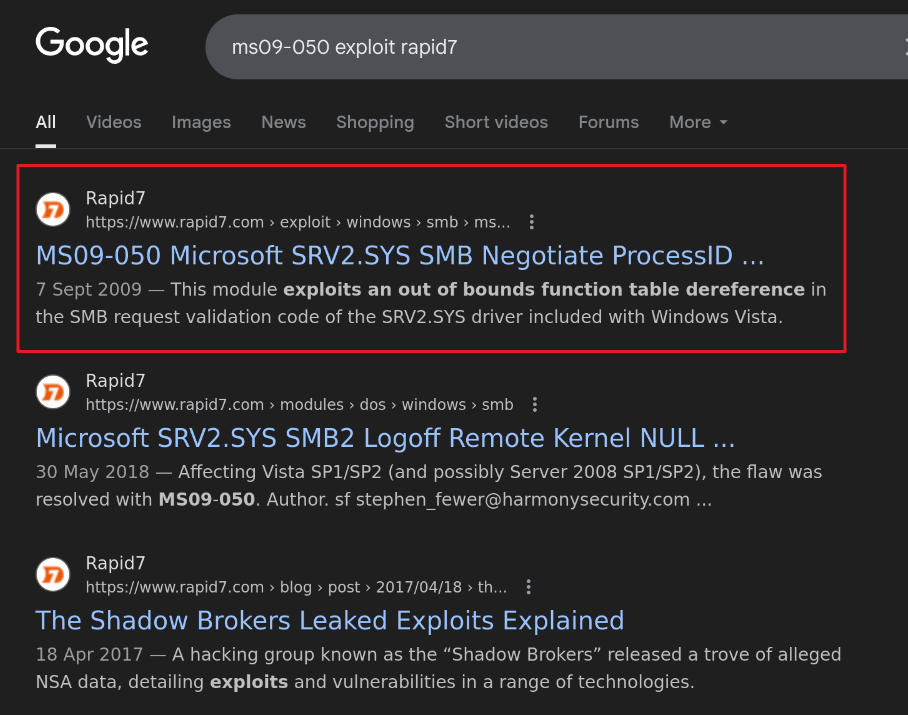 Google
ms09-050 exploit rapid7
All Videos Images News Shopping Short videos Forums More
Rapid7
https://www.rapid7.com › exploit › windows › smb › ms...
MS09-050 Microsoft SRV2.SYS SMB Negotiate ProcessID ...
7 Sept 2009 — This module exploits an out of bounds function table dereference in
the SMB request validation code of the SRV2.SYS driver included with Windows Vista.
Rapid7
https://www.rapid7.com › modules › dos › windows › smb
Microsoft SRV2.SYS SMB2 Logoff Remote Kernel NULL ...
30 May 2018 — Affecting Vista SP1/SP2 (and possibly Server 2008 SP1/SP2), the flaw was
resolved with MS09-050. Author. sf stephen_fewer@harmonysecurity.com ...
Rapid7
https://www.rapid7.com › blog › post › 2017/04/18 › th...
The Shadow Brokers Leaked Exploits Explained
18 Apr 2017 — A hacking group known as the “Shadow Brokers” released a trove of alleged
NSA data, detailing exploits and vulnerabilities in a range of technologies.